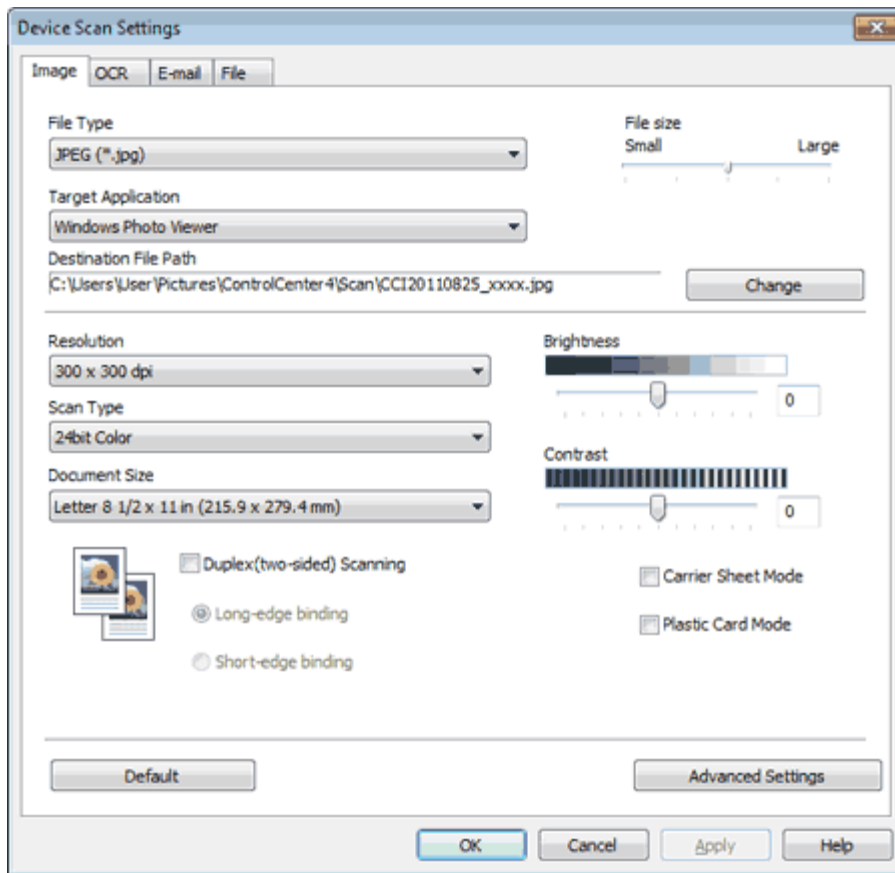 Device Scan Settings
Image OCR E-mail File
File Type
JPEG (*.jpg)
File size
Small Large
Target Application
Windows Photo Viewer
Destination File Path
C:\Users\User\Pictures\ControlCenter4\Scan\CCI20110825_xxxx.jpg
Change
Resolution
300 x 300 dpi
Scan Type
24bit Color
Document Size
Letter 8 1/2 x 11 in (215.9 x 279.4 mm)
Brightness
0
Contrast
0
Duplex(two-sided) Scanning
Long-edge binding
Short-edge binding
Carrier Sheet Mode
Plastic Card Mode
Default
Advanced Settings
OK Cancel Apply Help